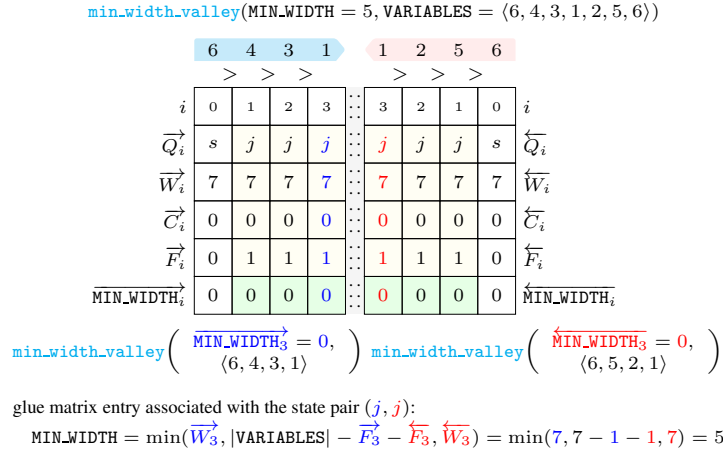 min_width_valley(MIN_WIDTH = 5, VARIABLES = ⟨6, 4, 3, 1, 2, 5, 6⟩)
6 4 3 1 1 2 5 6
> > > > > >
i 0 1 2 3 :: 3 2 1 0 i
→Q_i s j j j :: j j j s ←Q_i
→W_i 7 7 7 7 :: 7 7 7 7 ←W_i
→C_i 0 0 0 0 :: 0 0 0 0 ←C_i
→F_i 0 1 1 1 :: 1 1 1 0 ←F_i
→MIN_WIDTH_i 0 0 0 0 :: 0 0 0 0 ←MIN_WIDTH_i
min_width_valley( →MIN_WIDTH_3 = 0, ⟨6, 4, 3, 1⟩ ) min_width_valley( ←MIN_WIDTH_3 = 0, ⟨6, 5, 2, 1⟩ )
glue matrix entry associated with the state pair (j, j):
MIN_WIDTH = min(→W_3, |VARIABLES| − →F_3 − ←F_3, ←W_3) = min(7, 7 − 1 − 1, 7) = 5